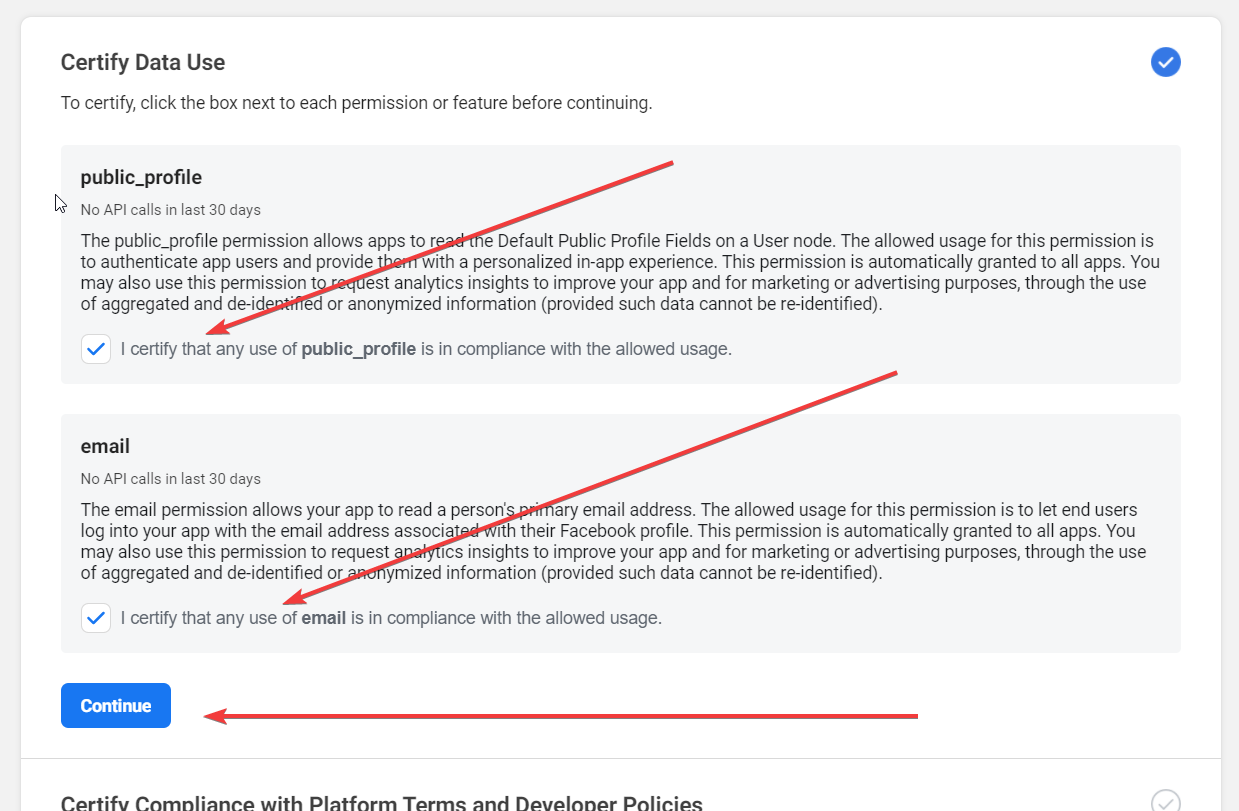 Certify Data Use
To certify, click the box next to each permission or feature before continuing.
public_profile
No API calls in last 30 days
The public_profile permission allows apps to read the Default Public Profile Fields on a User node. The allowed usage for this permission is
to authenticate app users and provide them with a personalized in-app experience. This permission is automatically granted to all apps. You
may also use this permission to request analytics insights to improve your app and for marketing or advertising purposes, through the use
of aggregated and de-identified or anonymized information (provided such data cannot be re-identified).
I certify that any use of public_profile is in compliance with the allowed usage.
email
No API calls in last 30 days
The email permission allows your app to read a person's primary email address. The allowed usage for this permission is to let end users
log into your app with the email address associated with their Facebook profile. This permission is automatically granted to all apps. You
may also use this permission to request analytics insights to improve your app and for marketing or advertising purposes, through the use
of aggregated and de-identified or anonymized information (provided such data cannot be re-identified).
I certify that any use of email is in compliance with the allowed usage.
Continue
Certify Compliance with Platform Terms and Developer Policies